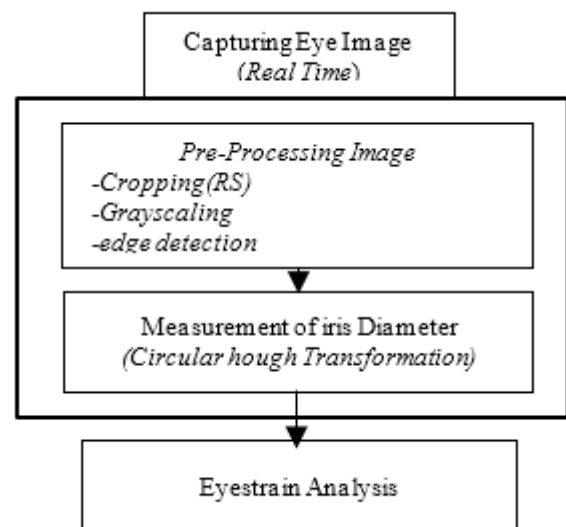 Capturing Eye Image
(Real Time)
Pre-Processing Image
-Cropping(RS)
-Grayscaling
-edge detection
Measurement of iris Diameter
(Circular hough Transformation)
Eyestrain Analysis